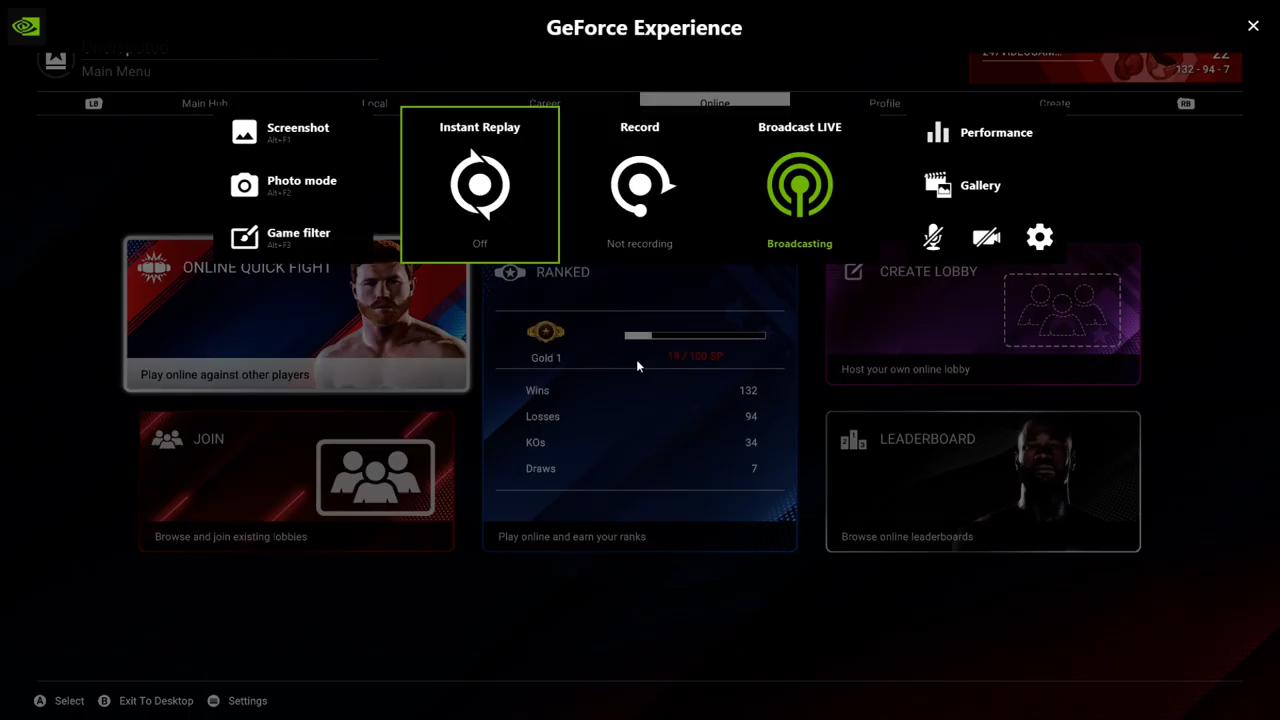 GeForce Experience
Undisputed
Main Menu
22
132 - 94 - 7
LB
Main Hub
Local
Career
Online
Profile
Create
RB
Screenshot
Alt+F1
Photo mode
Alt+F2
Game filter
Alt+F3
Instant Replay
Off
Record
Not recording
Broadcast LIVE
Broadcasting
Performance
Gallery
ONLINE QUICK FIGHT
Play online against other players
RANKED
Gold 1
19 / 100 SP
Wins 132
Losses 94
KOs 34
Draws 7
Play online and earn your ranks
CREATE LOBBY
Host your own online lobby
JOIN
Browse and join existing lobbies
LEADERBOARD
Browse online leaderboards
A Select
B Exit To Desktop
Settings